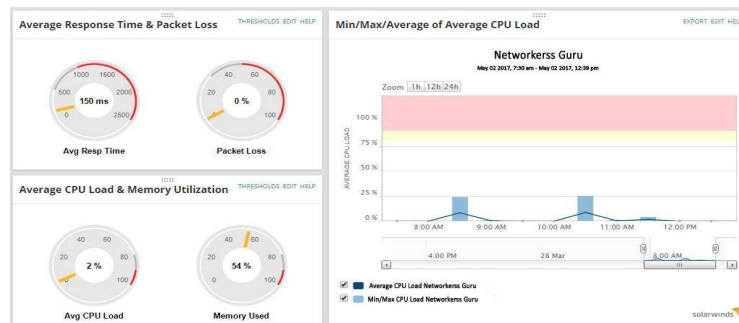 Average Response Time & Packet Loss
THRESHOLDS EDIT HELP
500 1000 1500 2000 2500 0
150 ms
Avg Resp Time
20 40 60 80 100 0
0 %
Packet Loss
Average CPU Load & Memory Utilization
THRESHOLDS EDIT HELP
20 40 60 80 100
2 %
Avg CPU Load
20 40 60 80 100
54 %
Memory Used
Min/Max/Average of Average CPU Load
EXPORT EDIT HEL
Networkerss Guru
May 02 2017, 7:30 am - May 02 2017, 12:39 pm
Zoom 1h 12h 24h
AVERAGE CPU LOAD
100 %
75 %
50 %
25 %
0 %
8:00 AM 9:00 AM 10:00 AM 11:00 AM 12:00 PM
4:00 PM 28 Mar 8:00 AM
Average CPU Load Networkerss Guru
Min/Max CPU Load Networkerss Guru
solarwinds